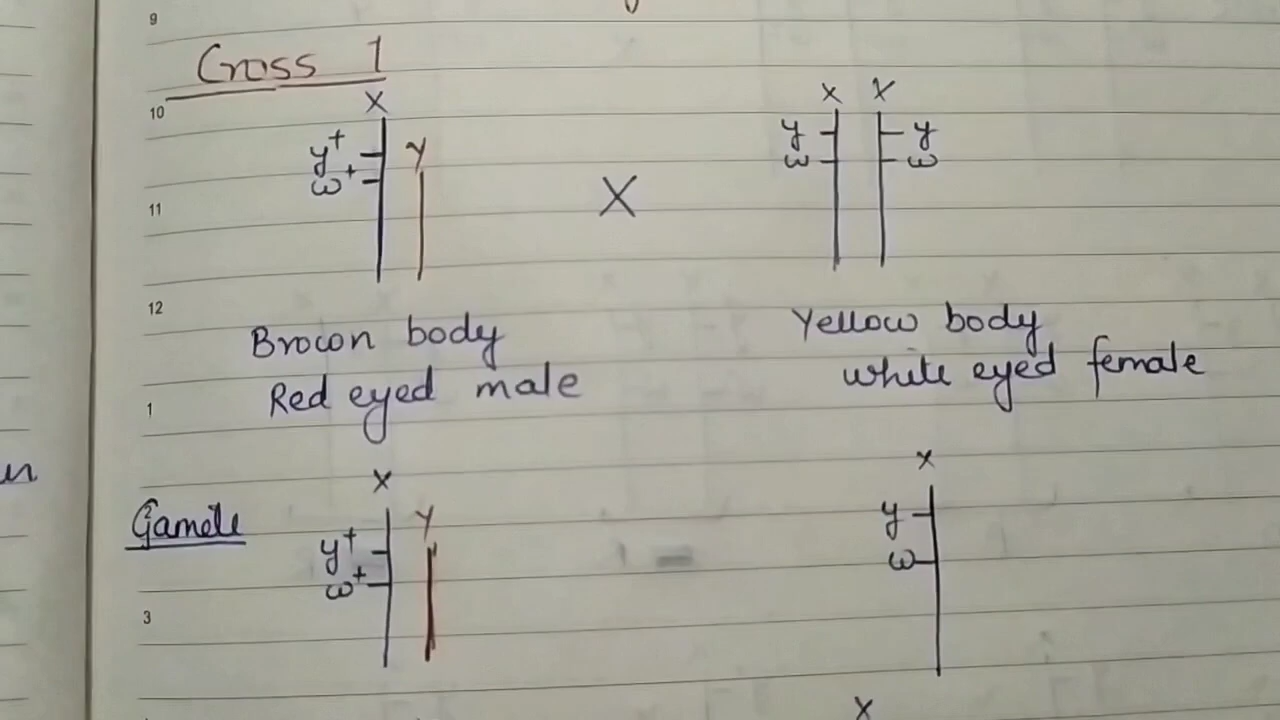 9
Cross 1
10
X
X X
y+
Y
y
y
w+
w
w
11
X
12
Brown body
Yellow body
Red eyed male
white eyed female
1
X
X
Gamete
y+
Y
y
w+
w
3
X